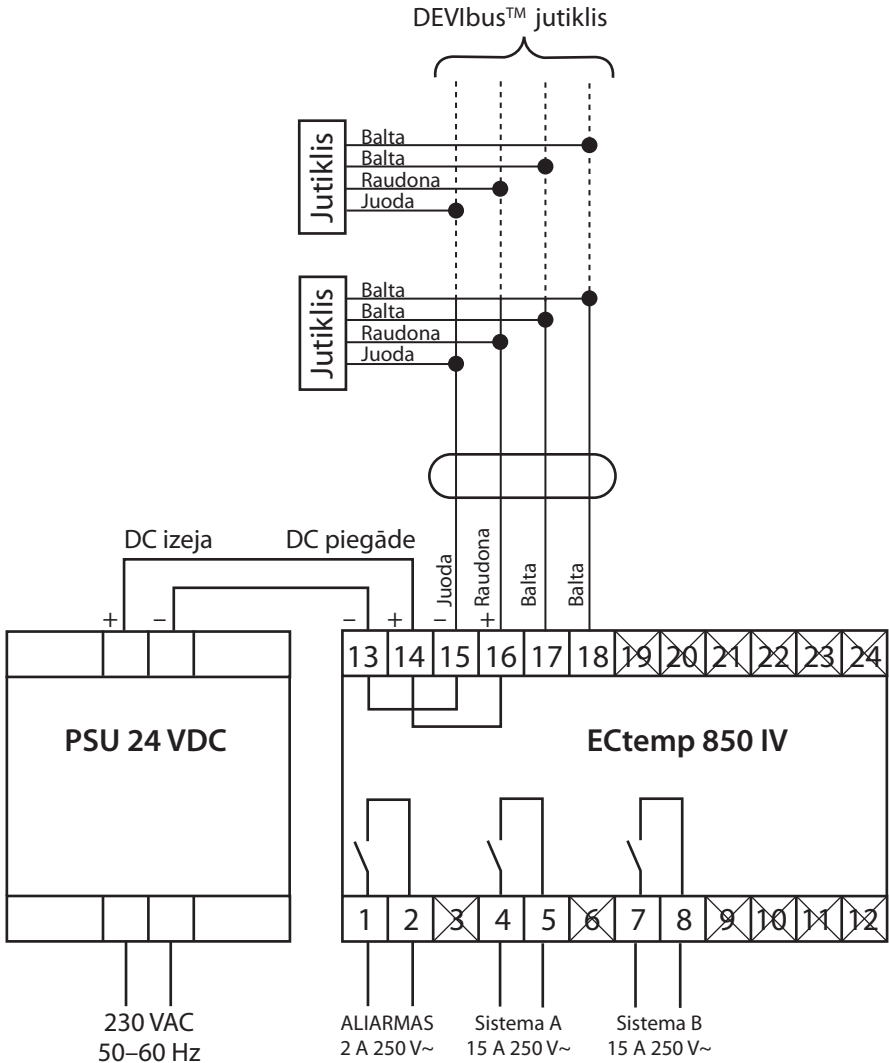 DEVIbus™ jutiklis
Jutiklis
Balta
Balta
Raudona
Juoda
Jutiklis
Balta
Balta
Raudona
Juoda
DC izeja DC piegāde
Juoda
Raudona
Balta
Balta
+ – – + – +
13 14 15 16 17 18 19 20 21 22 23 24
PSU 24 VDC
ECtemp 850 IV
1 2 3 4 5 6 7 8 9 10 11 12
230 VAC
50–60 Hz
ALIARMAS
2 A 250 V~
Sistema A
15 A 250 V~
Sistema B
15 A 250 V~